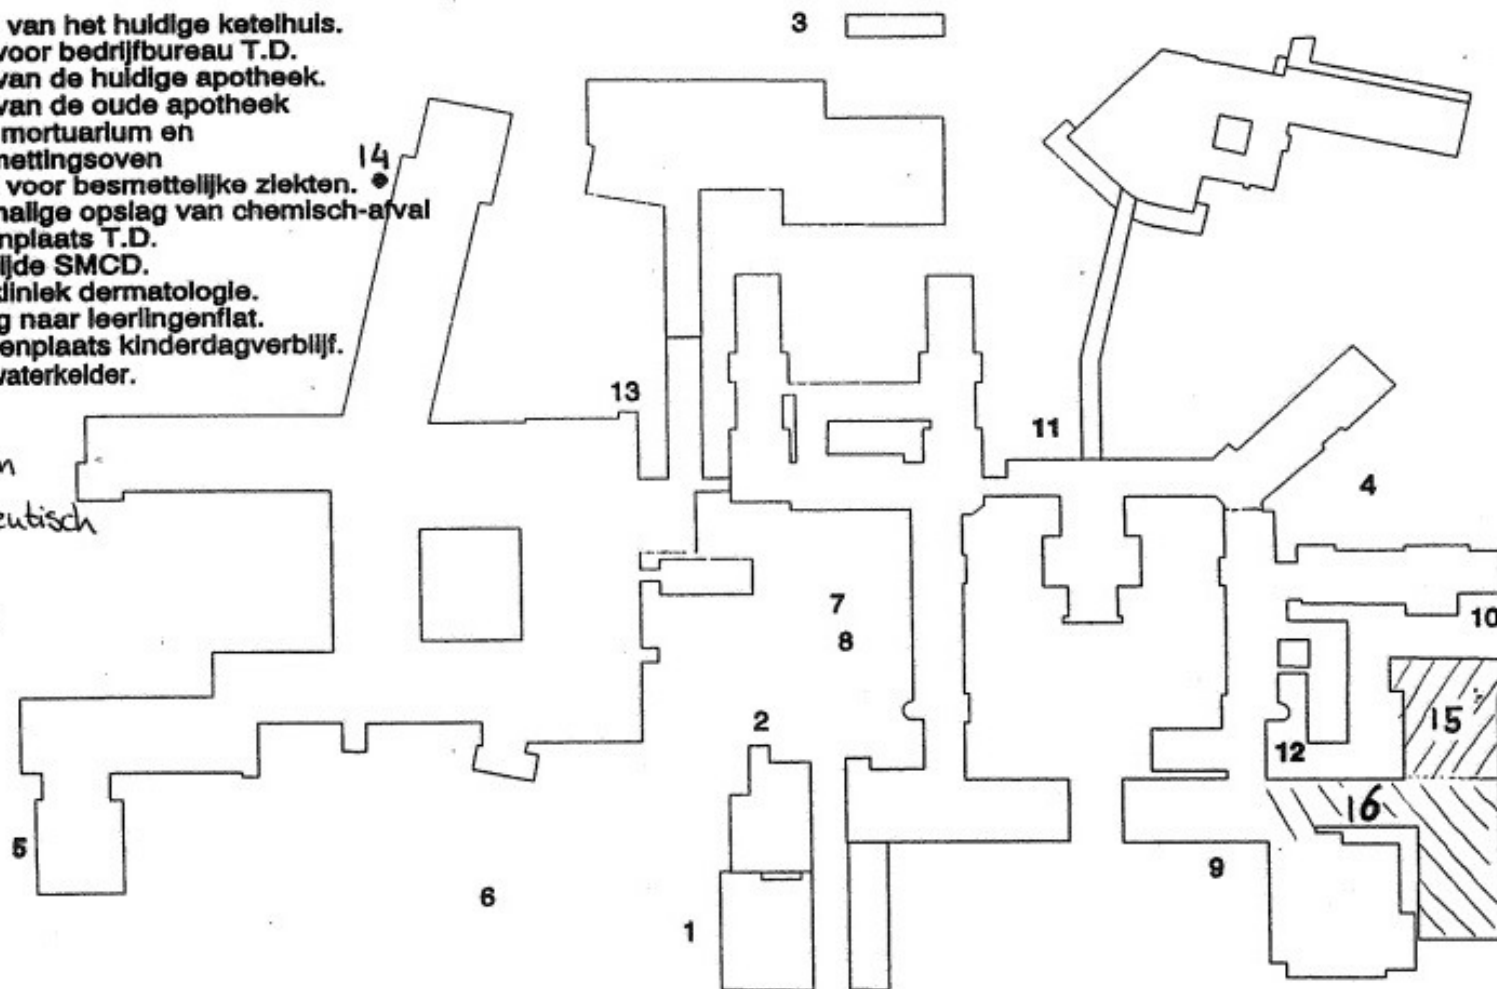 van het huidige ketelhuis.
voor bedrijfbureau T.D.
van de huidige apotheek.
van de oude apotheek
mortuarium en
mettingsoven
voor besmettelijke ziekten.
malige opslag van chemisch-afval
nplaats T.D.
ijde SMCD.
kliniek dermatologie.
g naar leerlingenflat.
enplaats kinderdagverblijf.
waterkelder.
eutisch
3
14
13
11
4
7
8
10
2
15
12
16
5
9
6
1